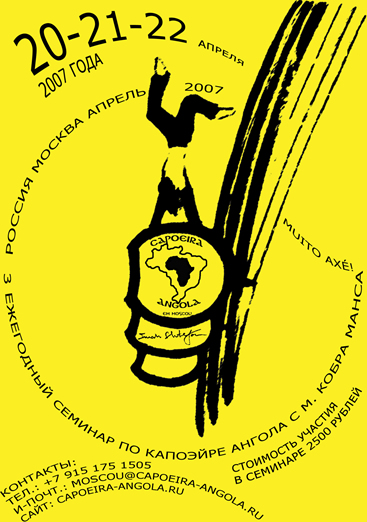 20-21-22
АПРЕЛЯ
2007 ГОДА
РОССИЯ МОСКВА АПРЕЛЬ 2007
MUITO AXÉ!
CAPOEIRA
ANGOLA
EM MOSCOU
3 ЕЖЕГОДНЫЙ СЕМИНАР ПО КАПОЭЙРЕ АНГОЛА С М. КОБРА МАНСА
СТОИМОСТЬ УЧАСТИЯ
В СЕМИНАРЕ 2500 РУБЛЕЙ
КОНТАКТЫ:
ТЕЛ.: +7 915 175 1505
И-ПОЧТ.: MOSCOU@CAPOEIRA-ANGOLA.RU
САЙТ: CAPOEIRA-ANGOLA.RU